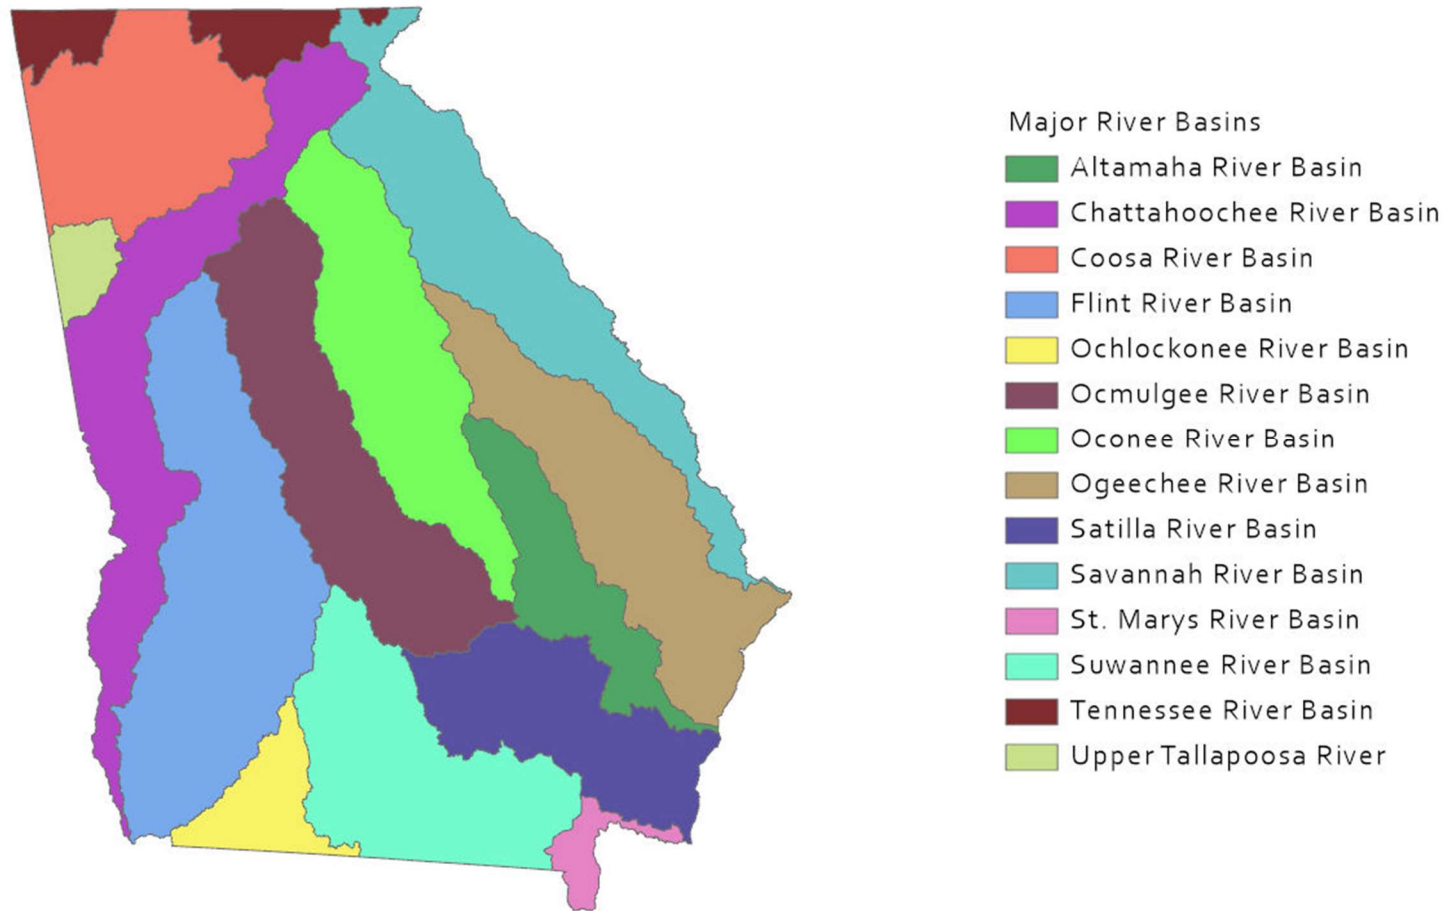 Major River Basins
Altamaha River Basin
Chattahoochee River Basin
Coosa River Basin
Flint River Basin
Ochlockonee River Basin
Ocmulgee River Basin
Oconee River Basin
Ogeechee River Basin
Satilla River Basin
Savannah River Basin
St. Marys River Basin
Suwannee River Basin
Tennessee River Basin
Upper Tallapoosa River